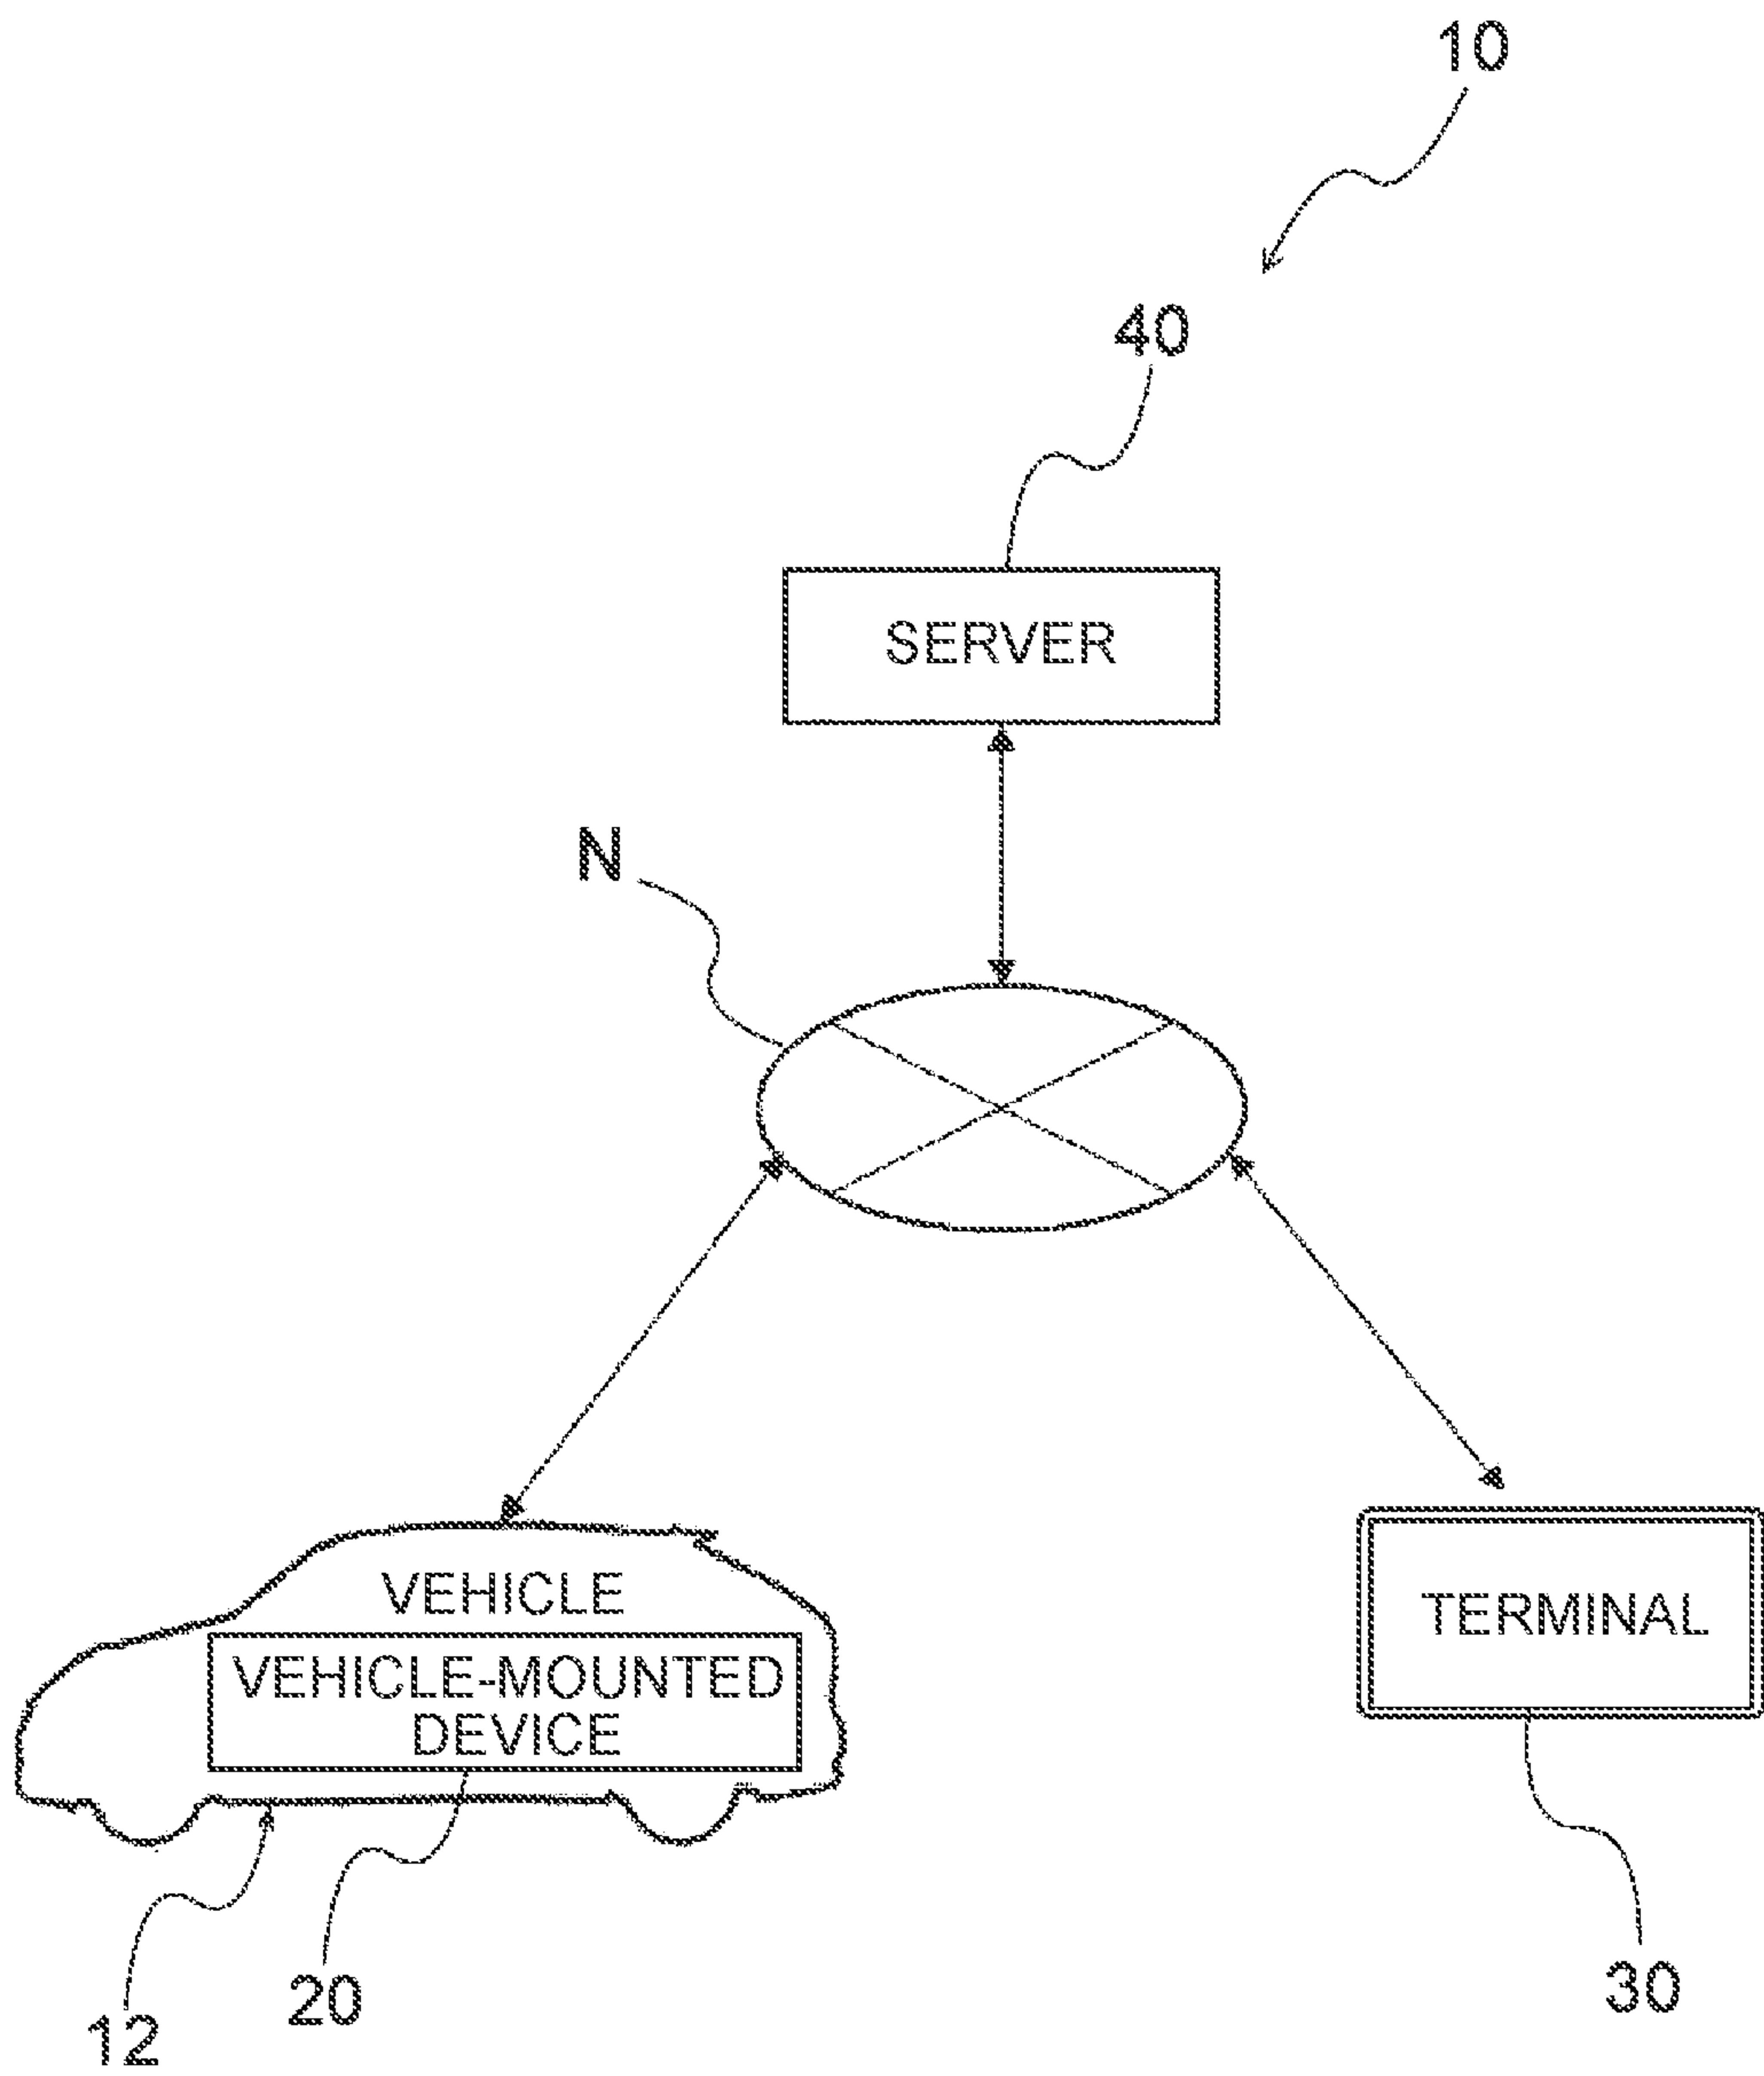 10
40
SERVER
N
VEHICLE
VEHICLE-MOUNTED
DEVICE
TERMINAL
12
20
30